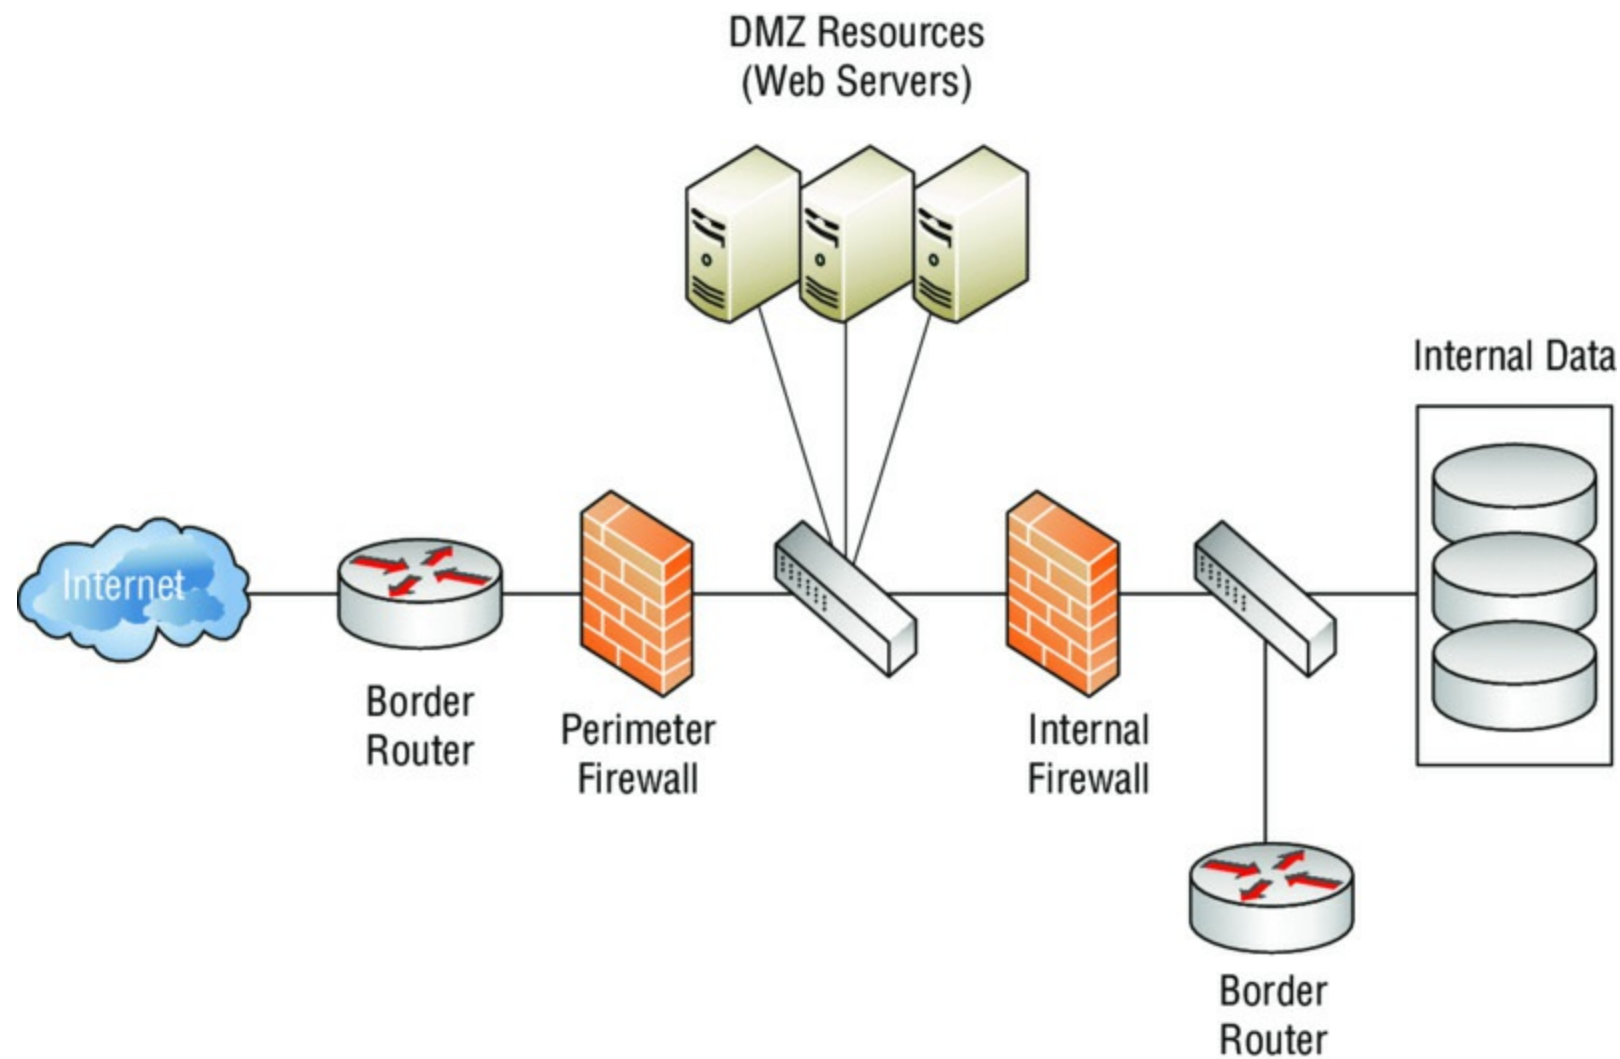 DMZ Resources
(Web Servers)
Internal Data
Internet
Border
Router
Perimeter
Firewall
Internal
Firewall
Border
Router